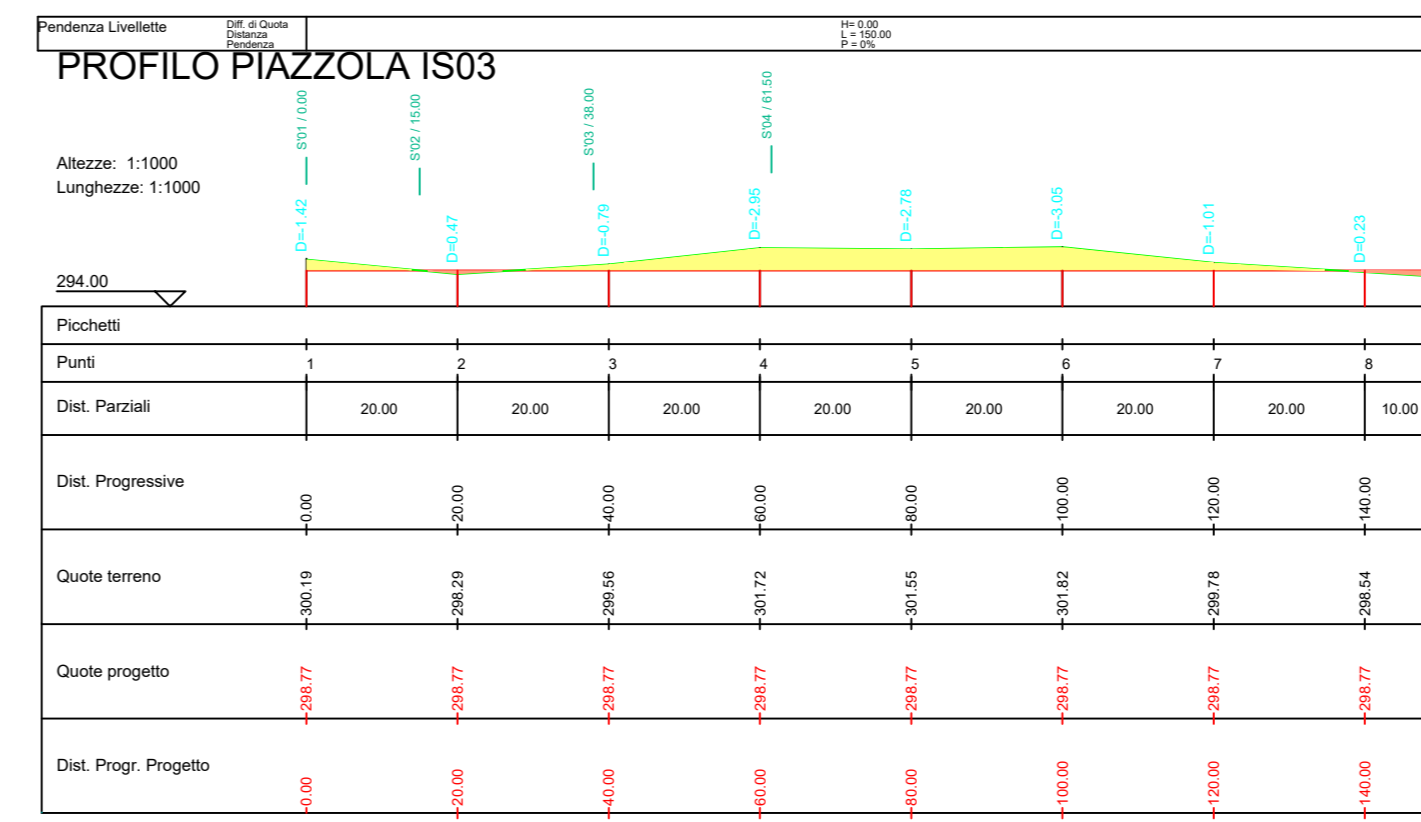 Pendenza Livellette
Diff. di Quota
Distanza
Pendenza
H= 0.00
L = 150.00
P = 0%
PROFILO PIAZZOLA IS03
S'01 / 0.00
S'02 / 15.00
S'03 / 38.00
S'04 / 61.50
Altezze: 1:1000
Lunghezze: 1:1000
D=-1.42
D=0.47
D=-0.79
D=-2.95
D=-2.78
D=-3.05
D=-1.01
D=0.23
294.00
Picchetti
Punti 1 2 3 4 5 6 7 8
Dist. Parziali 20.00 20.00 20.00 20.00 20.00 20.00 20.00 10.00
Dist. Progressive 0.00 20.00 40.00 60.00 80.00 100.00 120.00 140.00
Quote terreno 300.19 298.29 299.56 301.72 301.55 301.82 299.78 298.54
Quote progetto 298.77 298.77 298.77 298.77 298.77 298.77 298.77 298.77
Dist. Progr. Progetto 0.00 20.00 40.00 60.00 80.00 100.00 120.00 140.00